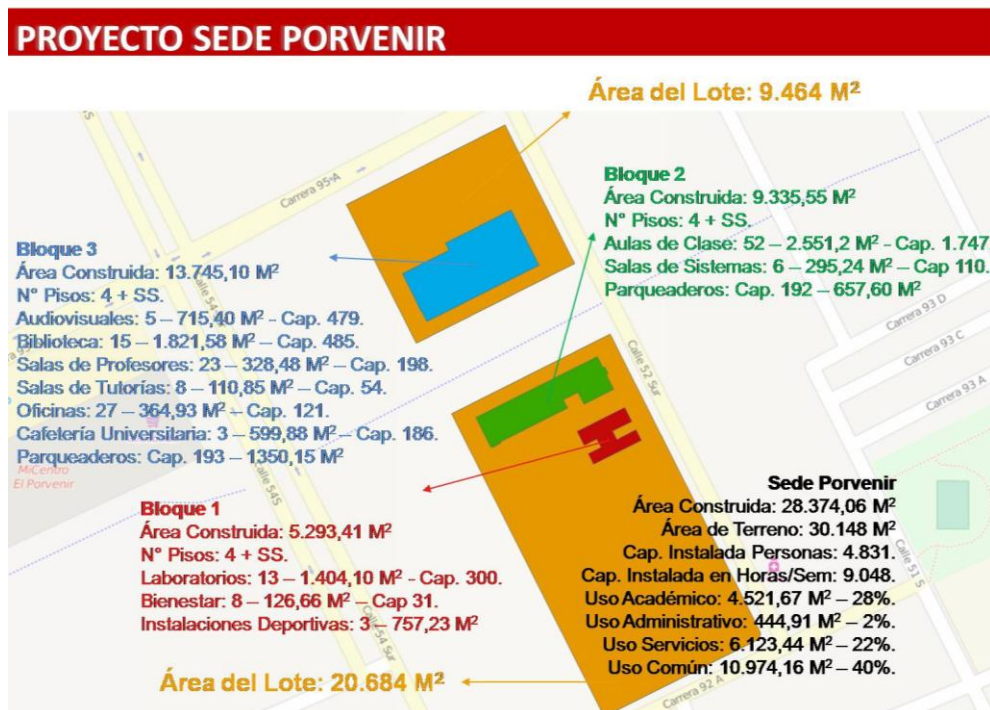 PROYECTO SEDE PORVENIR
Área del Lote: 9.464 M²
Carrera 95ª A
Bloque 2
Área Construida: 9.335,55 M²
N° Pisos: 4 + SS.
Aulas de Clase: 52 – 2.551,2 M² - Cap. 1.747
Salas de Sistemas: 6 – 295,24 M² – Cap 110.
Parqueaderos: Cap. 192 – 657,60 M²
Bloque 3
Área Construida: 13.745,10 M²
N° Pisos: 4 + SS.
Audiovisuales: 5 – 715,40 M² - Cap. 479.
Biblioteca: 15 – 1.821,58 M² – Cap. 485.
Salas de Profesores: 23 – 328,48 M² – Cap. 198.
Salas de Tutorías: 8 – 110,85 M² – Cap. 54.
Oficinas: 27 – 364,93 M² – Cap. 121.
Cafetería Universitaria: 3 – 599,88 M² – Cap. 186.
Parqueaderos: Cap. 193 – 1350,15 M²
MiCentro
El Porvenir
Calle 54S
Calle 52 Sur
Carrera 93 D
Carrera 93 C
Carrera 93 A
Bloque 1
Área Construida: 5.293,41 M²
N° Pisos: 4 + SS.
Laboratorios: 13 – 1.404,10 M² - Cap. 300.
Bienestar: 8 – 126,66 M² – Cap 31.
Instalaciones Deportivas: 3 – 757,23 M²
Calle 54 Sur
Sede Porvenir
Área Construida: 28.374,06 M²
Área de Terreno: 30.148 M²
Cap. Instalada Personas: 4.831.
Cap. Instalada en Horas/Sem: 9.048.
Uso Académico: 4.521,67 M² – 28%.
Uso Administrativo: 444,91 M² – 2%.
Uso Servicios: 6.123,44 M² – 22%.
Uso Común: 10.974,16 M² – 40%.
Calle 51 S
Carrera 92 A
Área del Lote: 20.684 M²